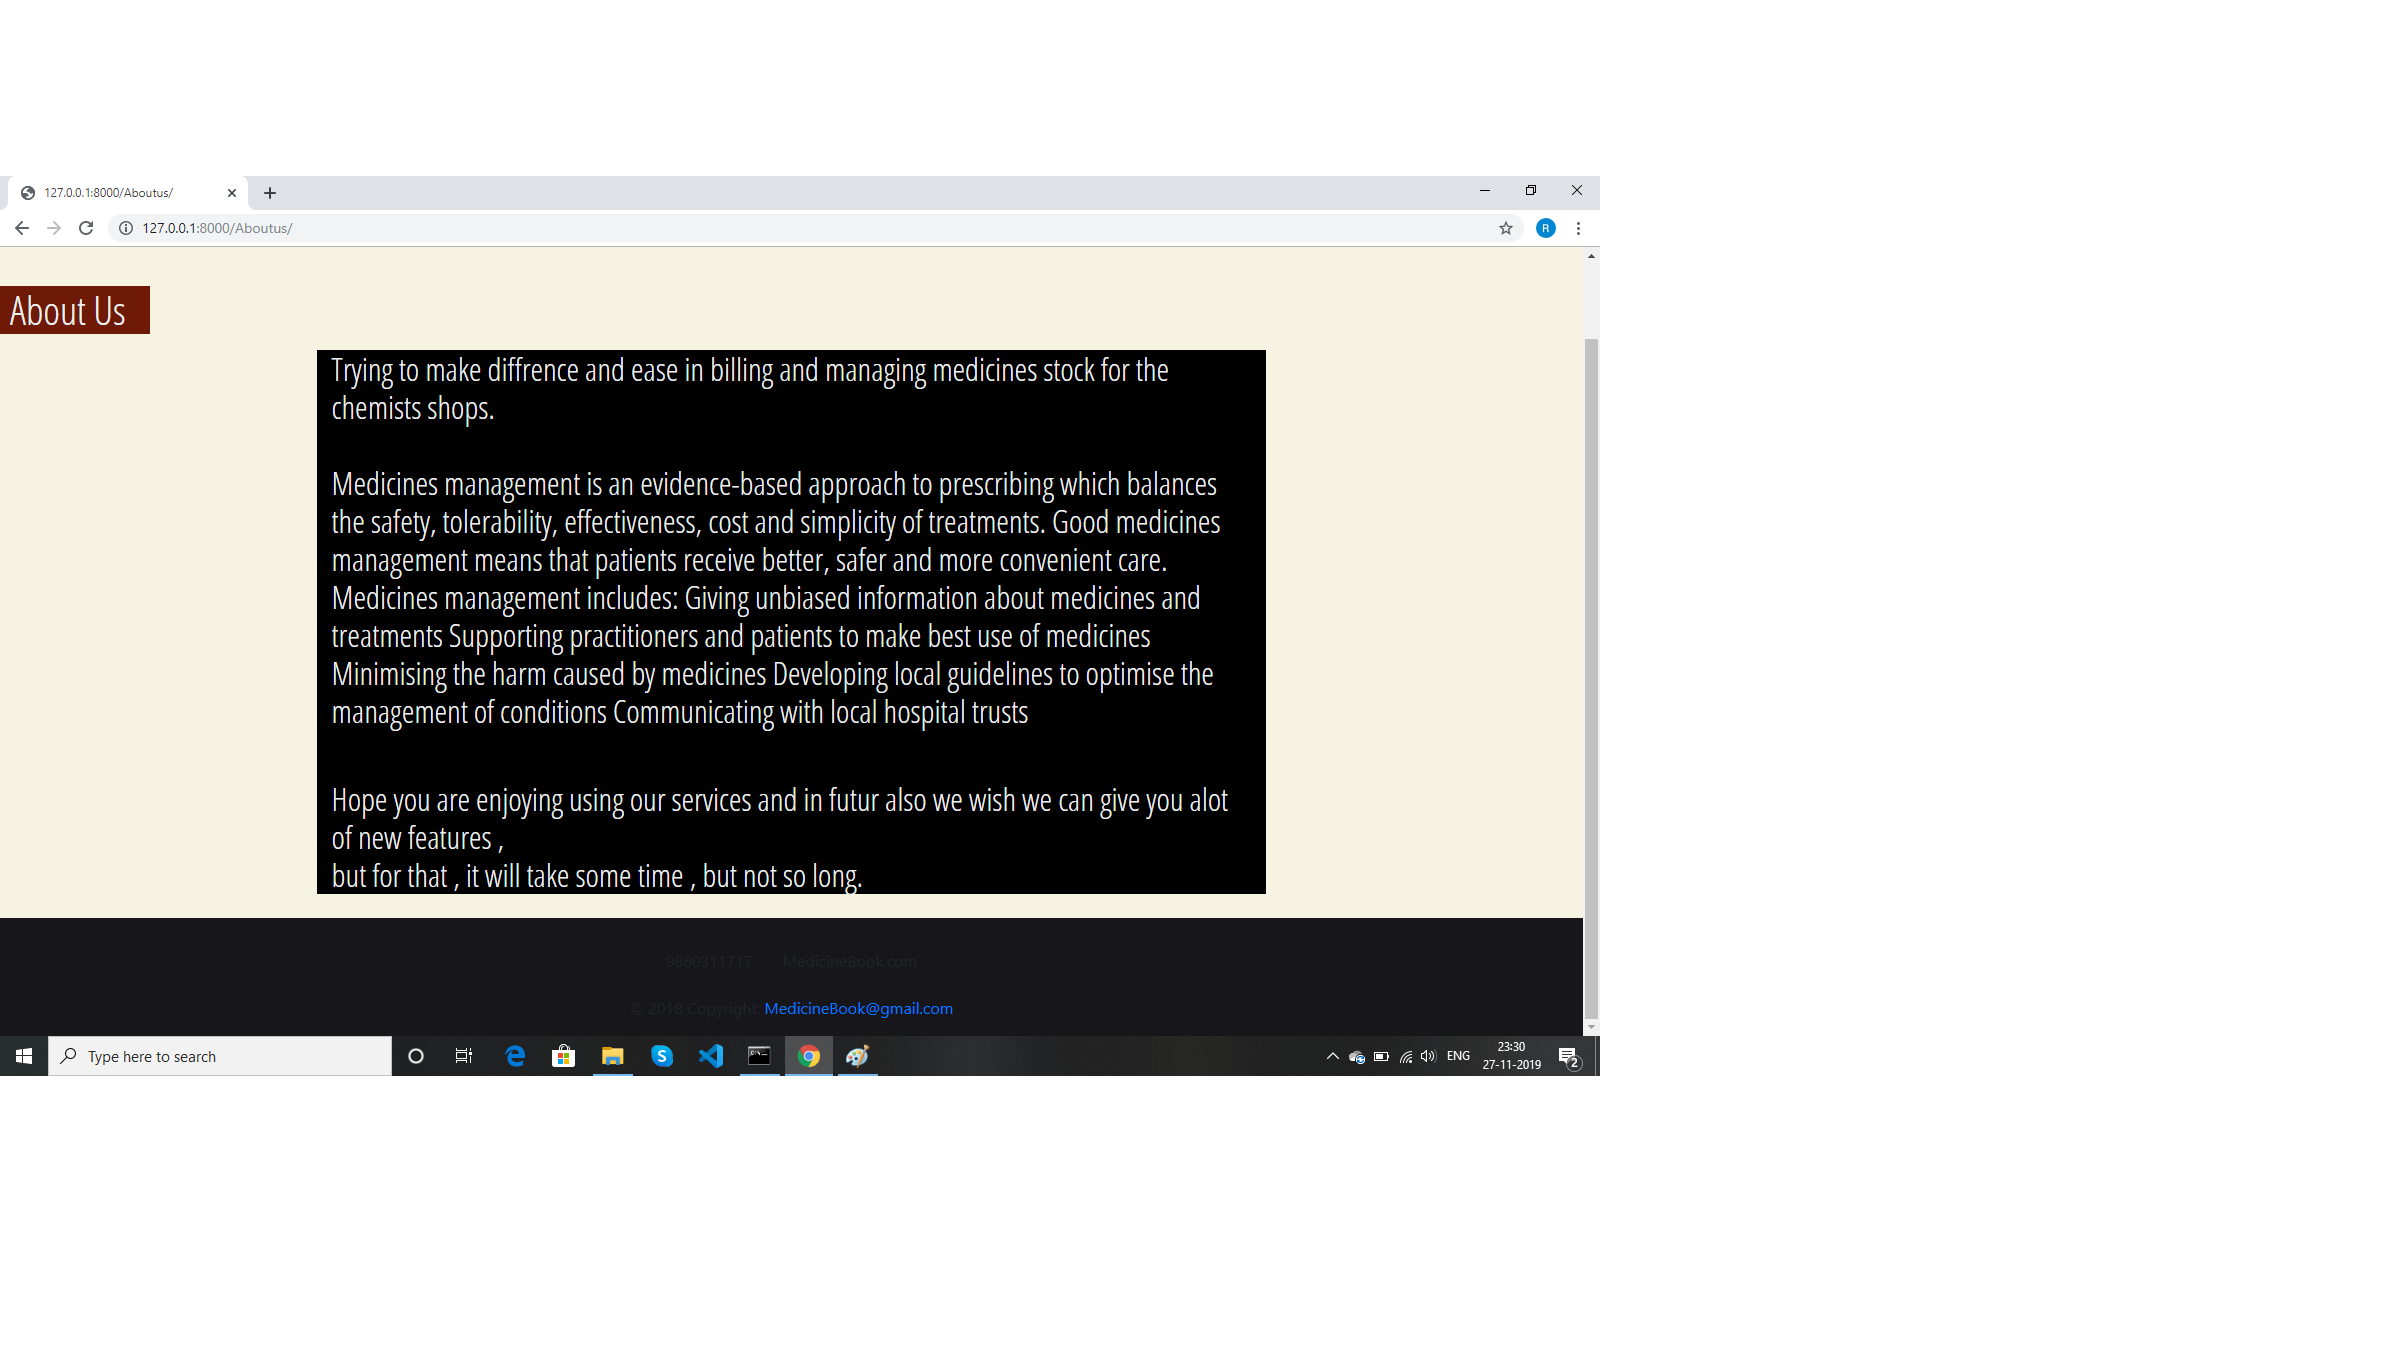 127.0.0.1:8000/Aboutus/
127.0.0.1:8000/Aboutus/
R
About Us
Trying to make diffrence and ease in billing and managing medicines stock for the
chemists shops.
Medicines management is an evidence-based approach to prescribing which balances
the safety, tolerability, effectiveness, cost and simplicity of treatments. Good medicines
management means that patients receive better, safer and more convenient care.
Medicines management includes: Giving unbiased information about medicines and
treatments Supporting practitioners and patients to make best use of medicines
Minimising the harm caused by medicines Developing local guidelines to optimise the
management of conditions Communicating with local hospital trusts
Hope you are enjoying using our services and in futur also we wish we can give you alot
of new features ,
but for that , it will take some time , but not so long.
9860311717 MedicineBook.com
© 2018 Copyright: MedicineBook@gmail.com
Type here to search
ENG
23:30
27-11-2019
2